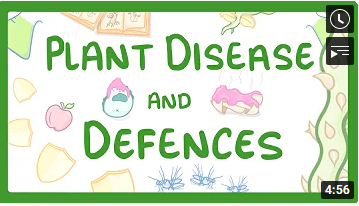 PLANT DISEASE
AND
DEFENCES
4:56